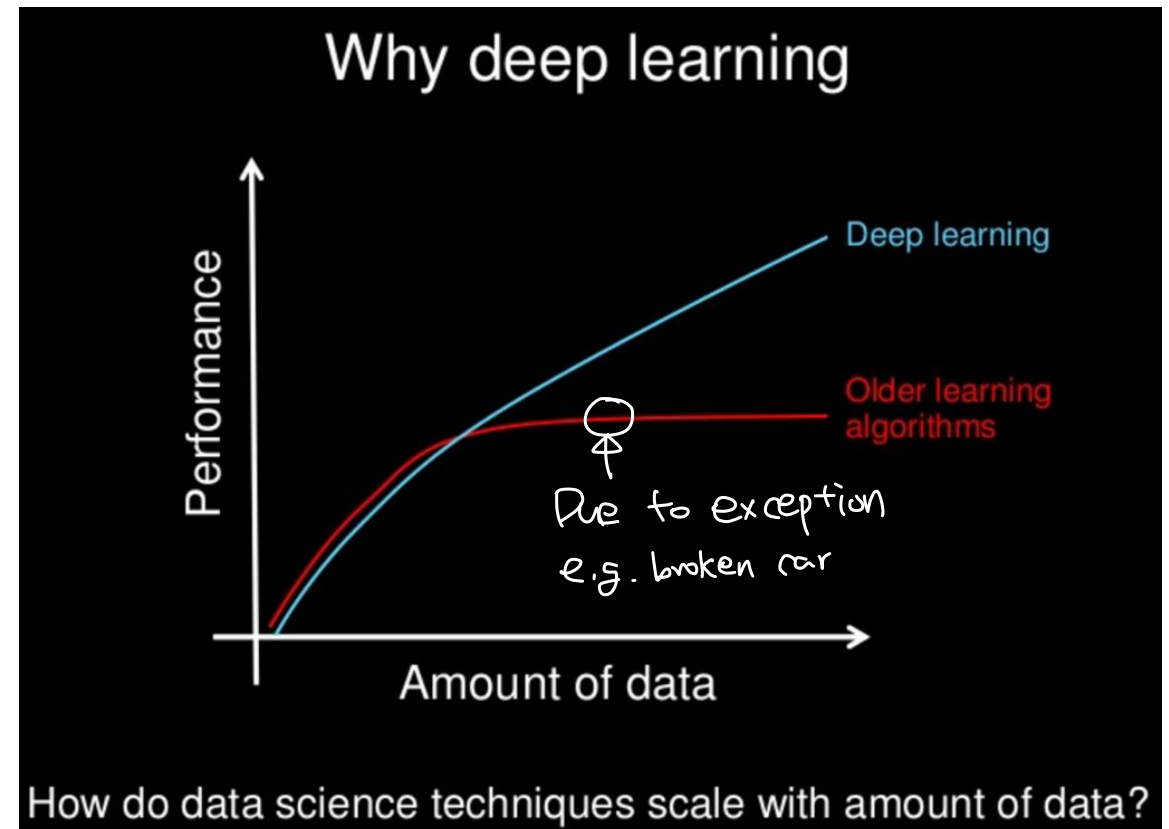 Why deep learning
Performance
Deep learning
Older learning
algorithms
Due to exception
e.g. broken car
Amount of data
How do data science techniques scale with amount of data?